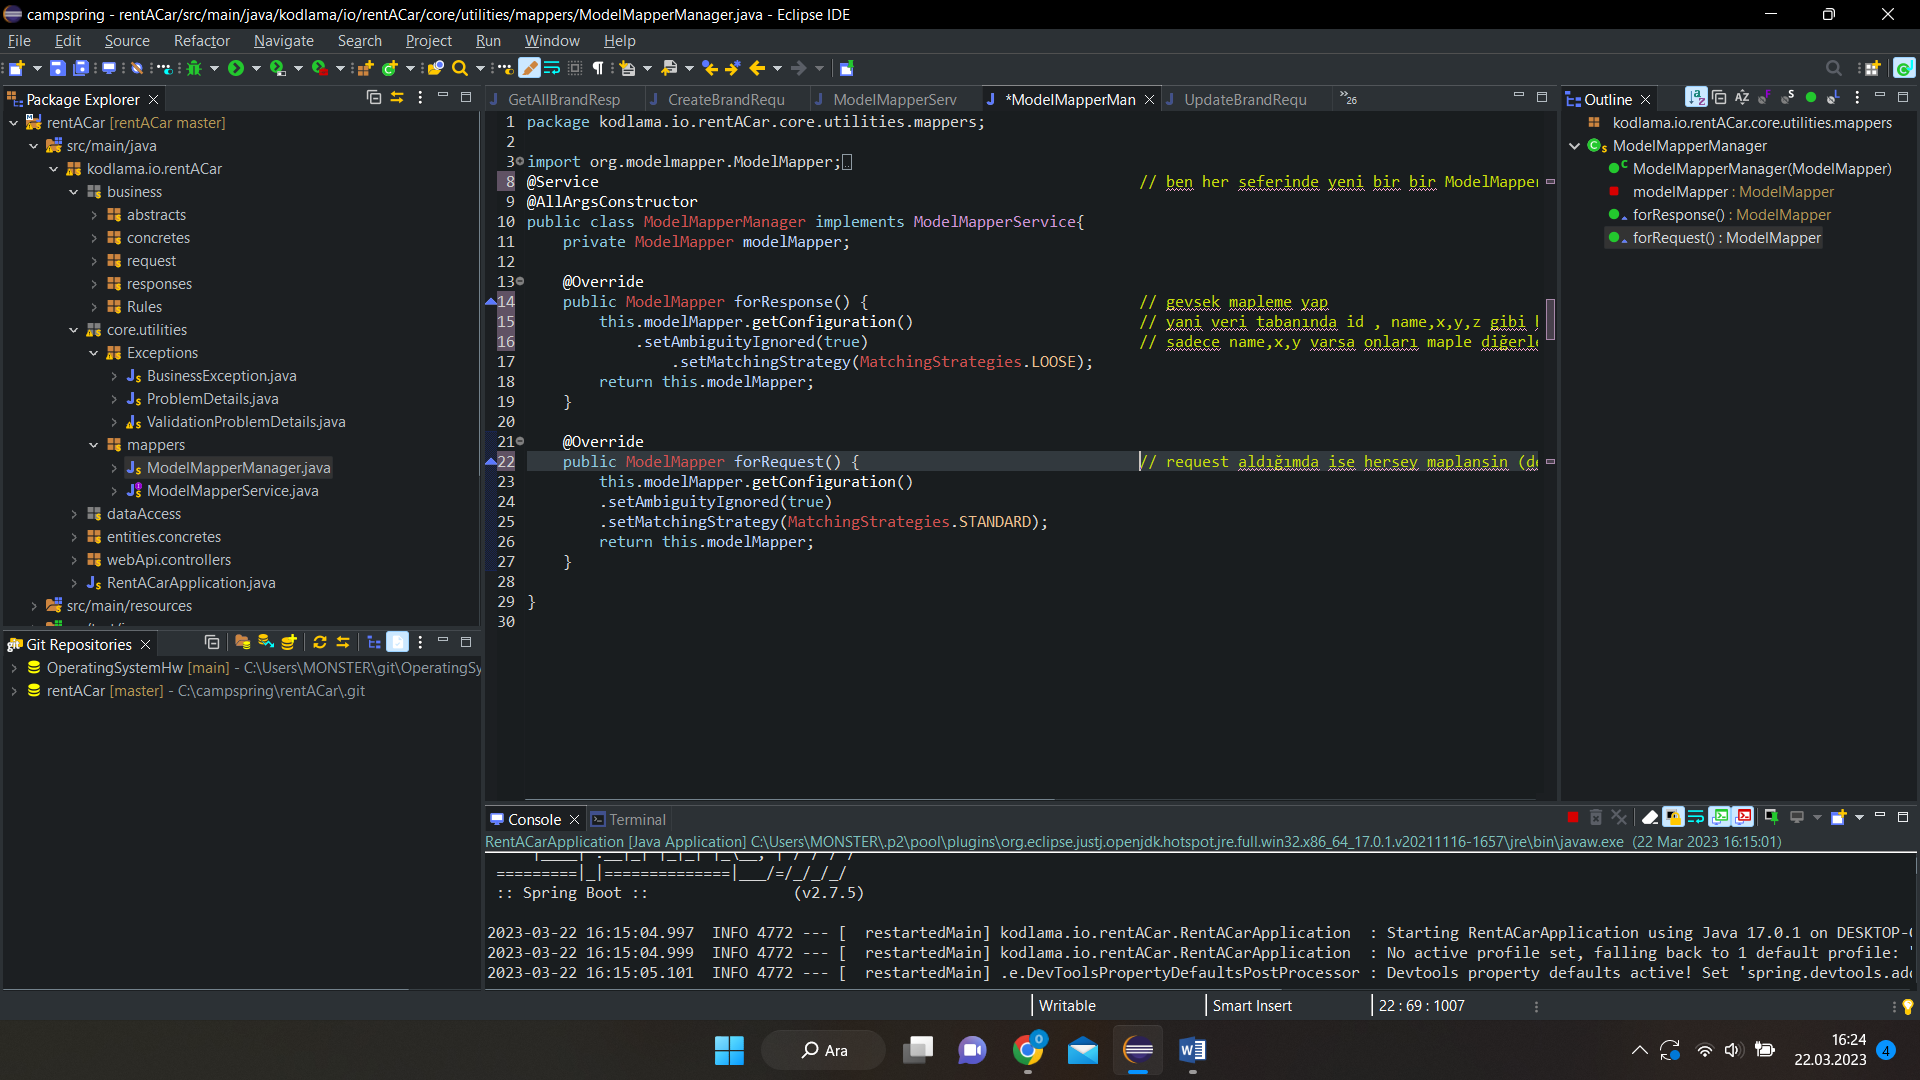 campspring - rentACar/src/main/java/kodlama/io/rentACar/core/utilities/mappers/ModelMapperManager.java - Eclipse IDE
File Edit Source Refactor Navigate Search Project Run Window Help
Package Explorer
rentACar [rentACar master]
src/main/java
kodlama.io.rentACar
business
abstracts
concretes
request
responses
Rules
core.utilities
Exceptions
BusinessException.java
ProblemDetails.java
ValidationProblemDetails.java
mappers
ModelMapperManager.java
ModelMapperService.java
dataAccess
entities.concretes
webApi.controllers
RentACarApplication.java
src/main/resources
Git Repositories
OperatingSystemHw [main] - C:\Users\MONSTER\git\OperatingSy
rentACar [master] - C:\campspring\rentACar\.git
GetAllBrandResp CreateBrandRequ ModelMapperServ *ModelMapperMan UpdateBrandRequ »26
1 package kodlama.io.rentACar.core.utilities.mappers;
2
3 import org.modelmapper.ModelMapper;
8 @Service // ben her seferinde yeni bir bir ModelMapper
9 @AllArgsConstructor
10 public class ModelMapperManager implements ModelMapperService{
11 private ModelMapper modelMapper;
12
13 @Override
14 public ModelMapper forResponse() { // gevsek mapleme yap
15 this.modelMapper.getConfiguration() // yani veri tabanında id , name,x,y,z gibi
16 .setAmbiguityIgnored(true) // sadece name,x,y varsa onları maple diğerle
17 .setMatchingStrategy(MatchingStrategies.LOOSE);
18 return this.modelMapper;
19 }
20
21 @Override
22 public ModelMapper forRequest() { // request aldığımda ise hersey maplansin (de
23 this.modelMapper.getConfiguration()
24 .setAmbiguityIgnored(true)
25 .setMatchingStrategy(MatchingStrategies.STANDARD);
26 return this.modelMapper;
27 }
28
29 }
30
Outline
kodlama.io.rentACar.core.utilities.mappers
ModelMapperManager
ModelMapperManager(ModelMapper)
modelMapper : ModelMapper
forResponse() : ModelMapper
forRequest() : ModelMapper
Console Terminal
RentACarApplication [Java Application] C:\Users\MONSTER\.p2\pool\plugins\org.eclipse.justj.openjdk.hotspot.jre.full.win32.x86_64_17.0.1.v20211116-1657\jre\bin\javaw.exe (22 Mar 2023 16:15:01)
=========|_|==============|___/=/_/_/_/
:: Spring Boot :: (v2.7.5)
2023-03-22 16:15:04.997 INFO 4772 --- [ restartedMain] kodlama.io.rentACar.RentACarApplication : Starting RentACarApplication using Java 17.0.1 on DESKTOP-
2023-03-22 16:15:04.999 INFO 4772 --- [ restartedMain] kodlama.io.rentACar.RentACarApplication : No active profile set, falling back to 1 default profile: "
2023-03-22 16:15:05.101 INFO 4772 --- [ restartedMain] .e.DevToolsPropertyDefaultsPostProcessor : Devtools property defaults active! Set 'spring.devtools.add
Writable Smart Insert 22 : 69 : 1007
Ara
16:24
22.03.2023
4